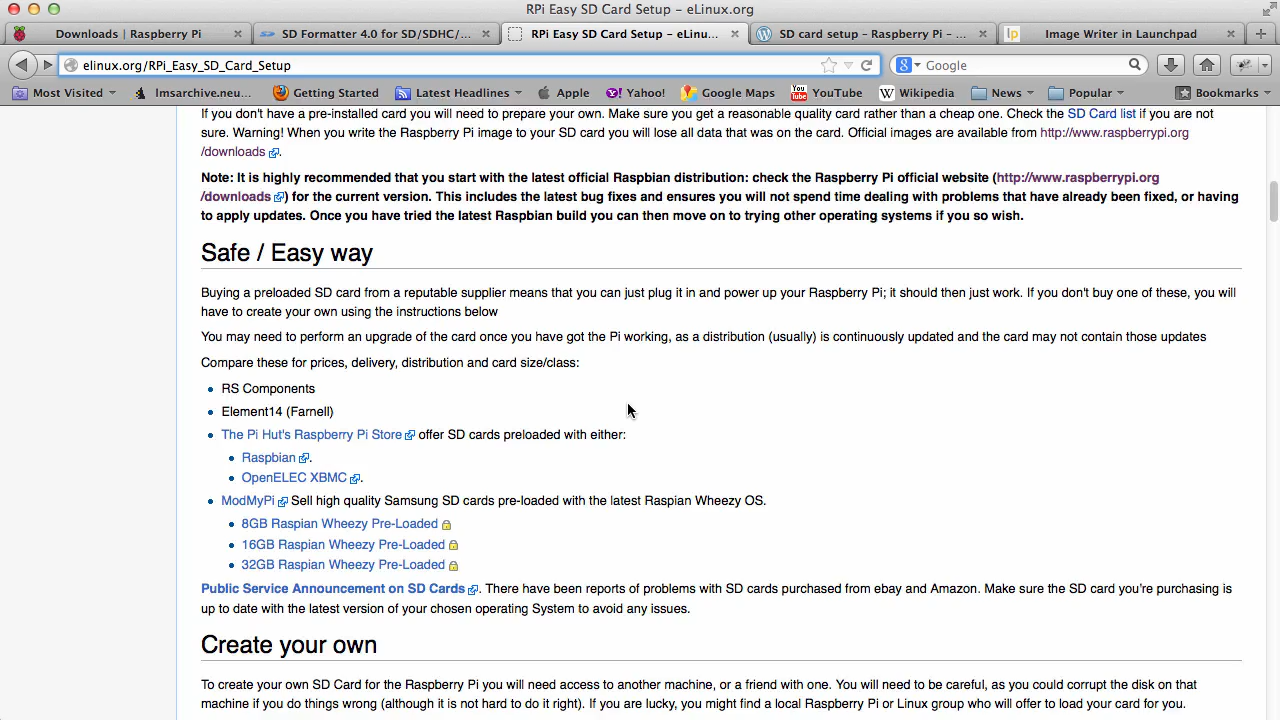 RPi Easy SD Card Setup – eLinux.org
Downloads | Raspberry Pi
SD Formatter 4.0 for SD/SDHC/...
RPi Easy SD Card Setup – eLinu...
SD card setup – Raspberry Pi – ...
lp Image Writer in Launchpad
elinux.org/RPi_Easy_SD_Card_Setup
Google
Most Visited
lmsarchive.neu...
Getting Started
Latest Headlines
Apple
Yahoo!
Google Maps
YouTube
Wikipedia
News
Popular
Bookmarks
If you don't have a pre-installed card you will need to prepare your own. Make sure you get a reasonable quality card rather than a cheap one. Check the SD Card list if you are not
sure. Warning! When you write the Raspberry Pi image to your SD card you will lose all data that was on the card. Official images are available from http://www.raspberrypi.org
/downloads .
Note: It is highly recommended that you start with the latest official Raspbian distribution: check the Raspberry Pi official website (http://www.raspberrypi.org
/downloads ) for the current version. This includes the latest bug fixes and ensures you will not spend time dealing with problems that have already been fixed, or having
to apply updates. Once you have tried the latest Raspbian build you can then move on to trying other operating systems if you so wish.
Safe / Easy way
Buying a preloaded SD card from a reputable supplier means that you can just plug it in and power up your Raspberry Pi; it should then just work. If you don't buy one of these, you will
have to create your own using the instructions below
You may need to perform an upgrade of the card once you have got the Pi working, as a distribution (usually) is continuously updated and the card may not contain those updates
Compare these for prices, delivery, distribution and card size/class:
RS Components
Element14 (Farnell)
The Pi Hut's Raspberry Pi Store offer SD cards preloaded with either:
Raspbian .
OpenELEC XBMC .
ModMyPi Sell high quality Samsung SD cards pre-loaded with the latest Raspian Wheezy OS.
8GB Raspian Wheezy Pre-Loaded
16GB Raspian Wheezy Pre-Loaded
32GB Raspian Wheezy Pre-Loaded
Public Service Announcement on SD Cards . There have been reports of problems with SD cards purchased from ebay and Amazon. Make sure the SD card you're purchasing is
up to date with the latest version of your chosen operating System to avoid any issues.
Create your own
To create your own SD Card for the Raspberry Pi you will need access to another machine, or a friend with one. You will need to be careful, as you could corrupt the disk on that
machine if you do things wrong (although it is not hard to do it right). If you are lucky, you might find a local Raspberry Pi or Linux group who will offer to load your card for you.